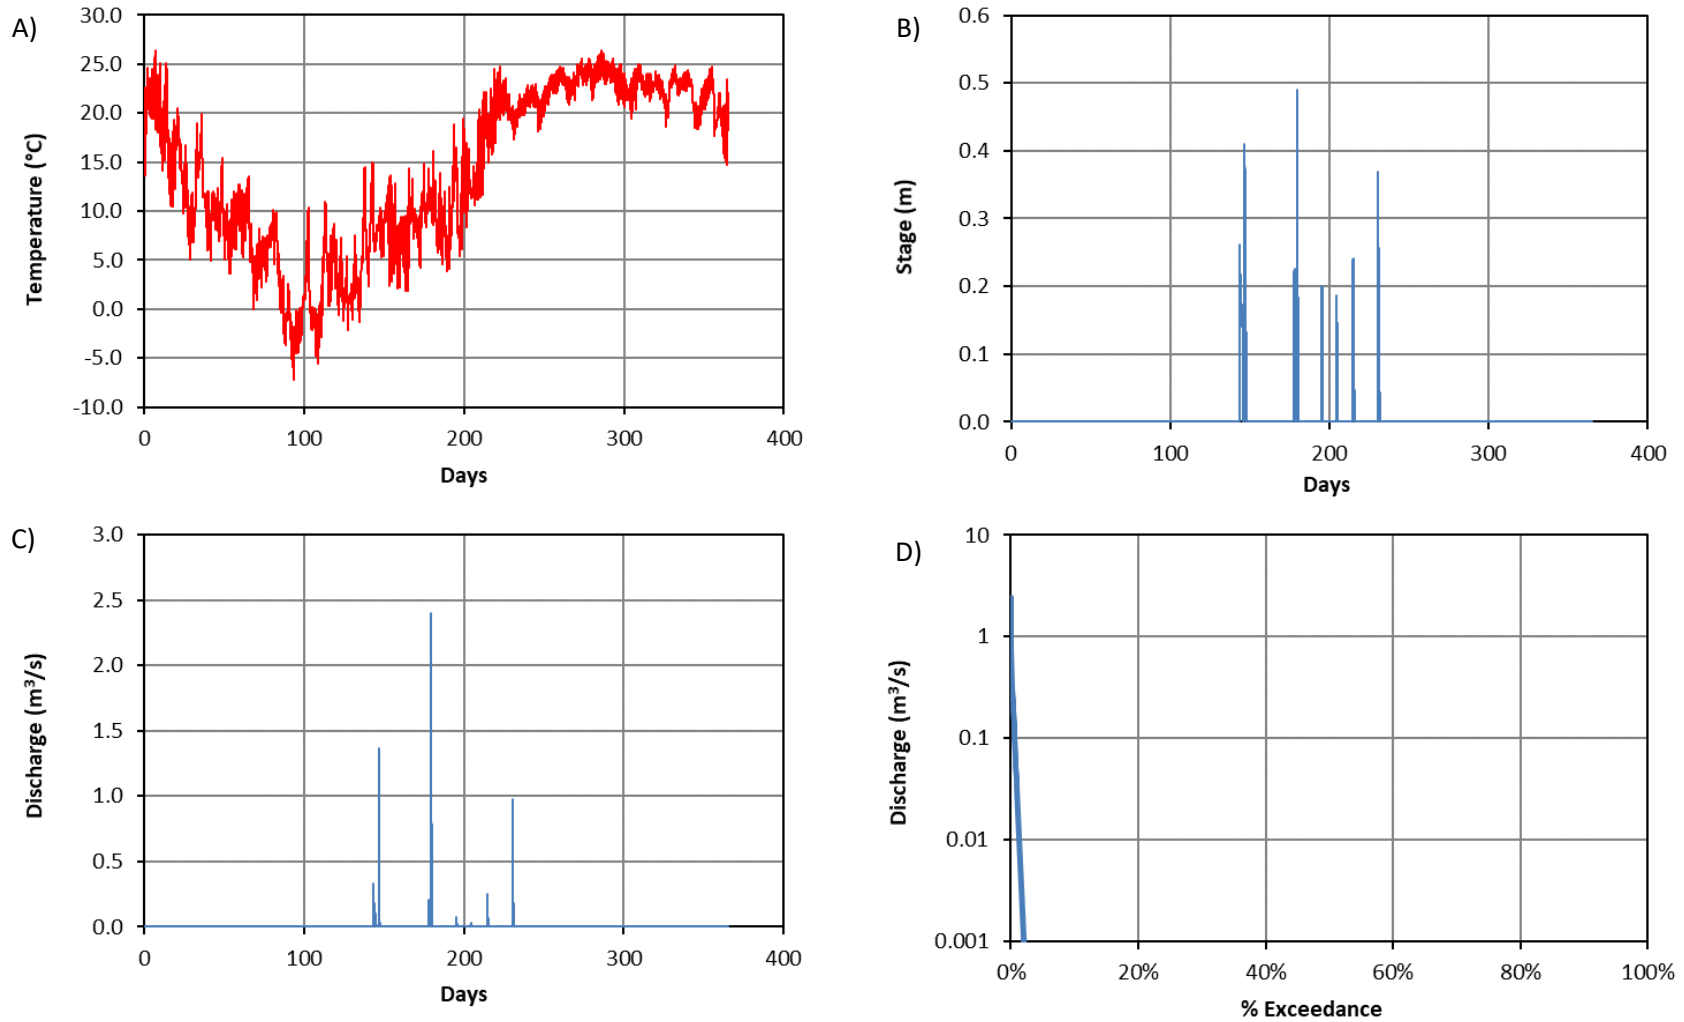 A)
30.0
25.0
20.0
15.0
10.0
5.0
0.0
-5.0
-10.0
Temperature (°C)
0 100 200 300 400
Days
B)
0.6
0.5
0.4
0.3
0.2
0.1
0.0
Stage (m)
0 100 200 300 400
Days
C)
3.0
2.5
2.0
1.5
1.0
0.5
0.0
Discharge (m³/s)
0 100 200 300 400
Days
D)
10
1
0.1
0.01
0.001
Discharge (m³/s)
0% 20% 40% 60% 80% 100%
% Exceedance